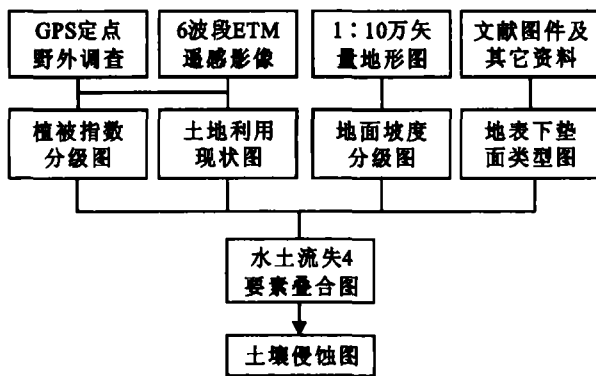 GPS定点
野外调查
6波段ETM
遥感影像
1：10万矢
量地形图
文献图件及
其它资料
植被指数
分级图
土地利用
现状图
地面坡度
分级图
地表下垫
面类型图
水土流失4
要素叠合图
土壤侵蚀图